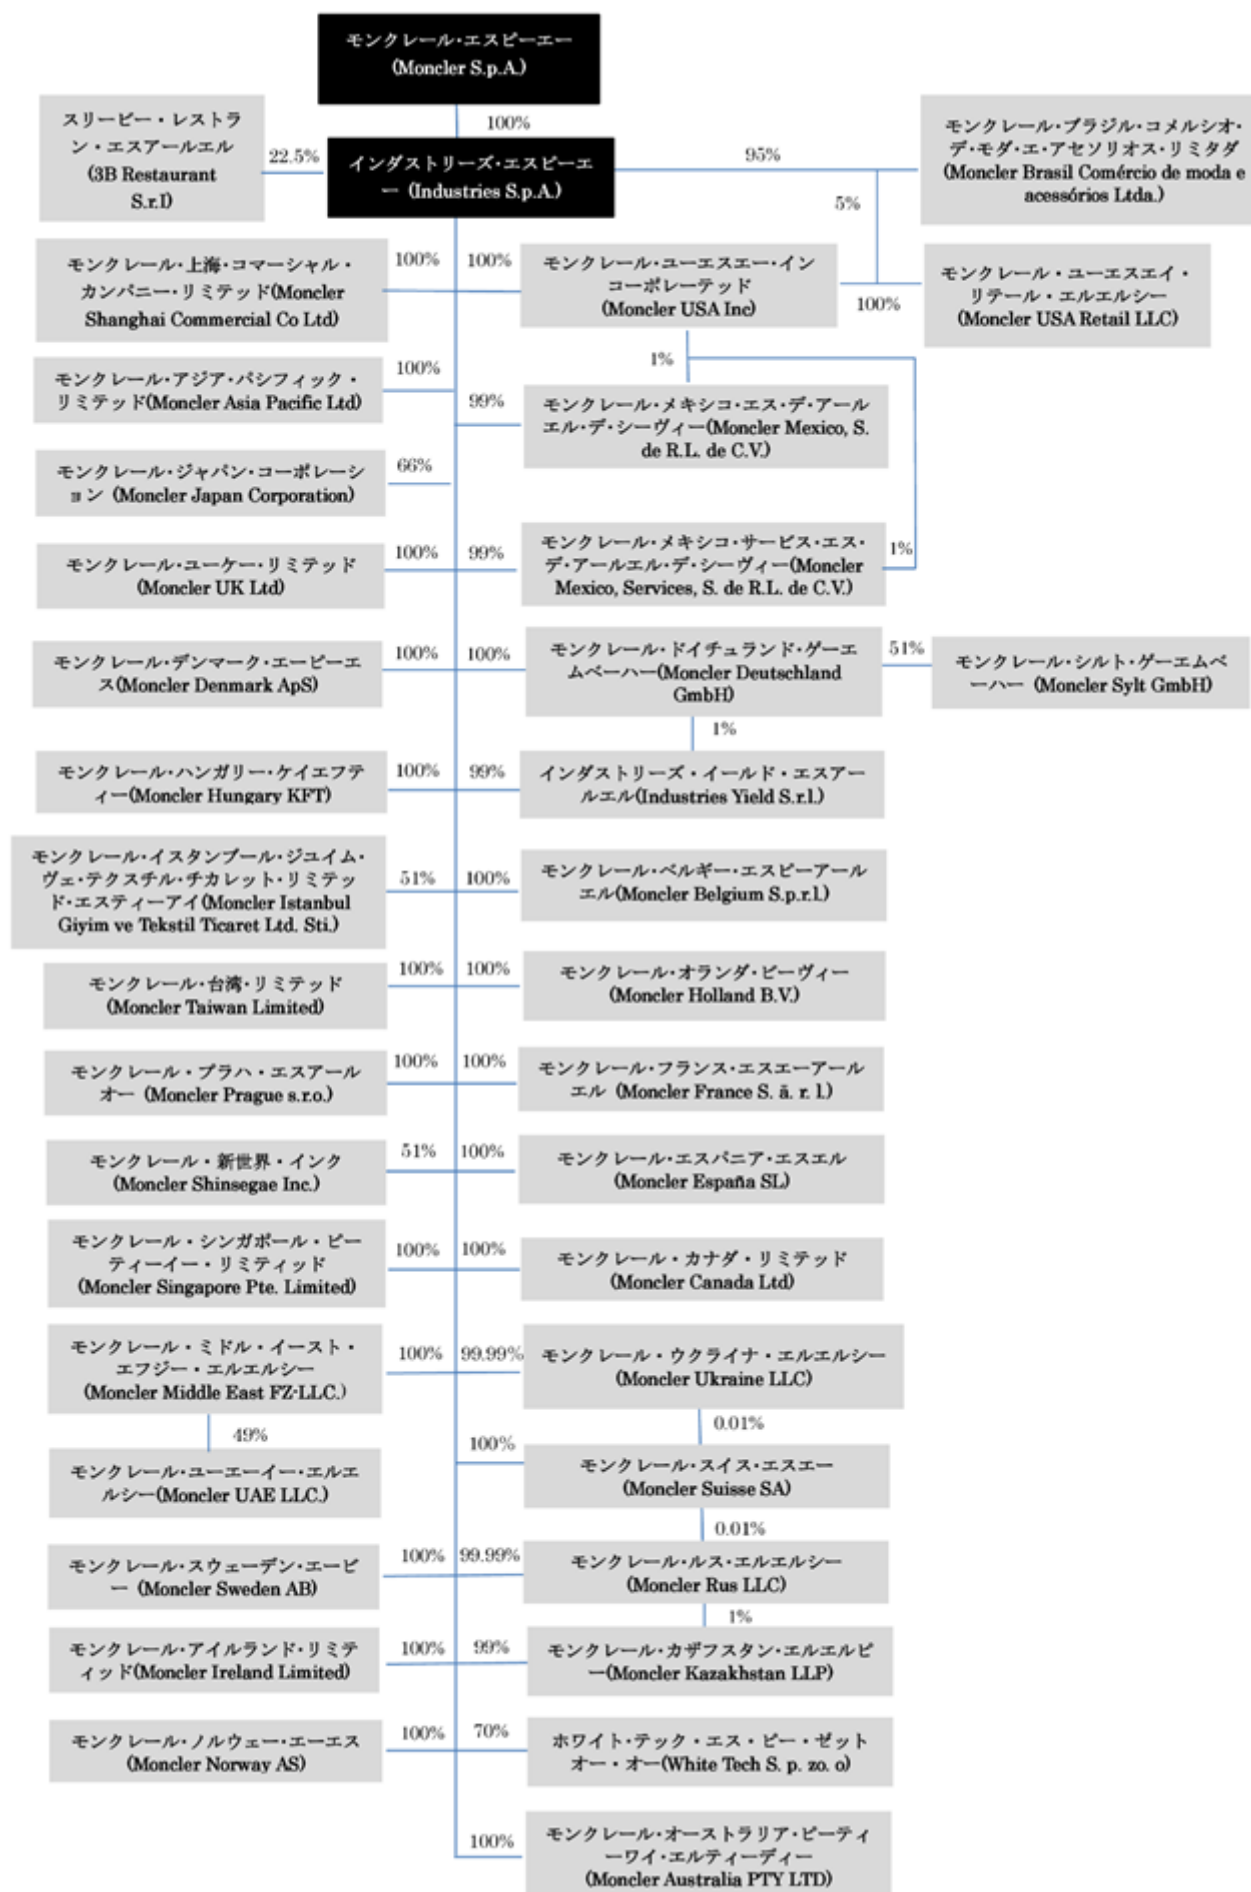 モンクレール･エスピーエー
(Moncler S.p.A.)
100%
スリービー・レストラ
ン・エスアールエル
(3B Restaurant
S.r.l)
22.5%
インダストリーズ･エスピーエ
ー (Industries S.p.A.)
95%
モンクレール･ブラジル･コメルシオ･
デ･モダ･エ･アセソリオス･リミタダ
(Moncler Brasil Comércio de moda e
acessórios Ltda.)
5%
モンクレール･上海･コマーシャル･
カンパニー･リミテッド(Moncler
Shanghai Commercial Co Ltd)
100%
100%
モンクレール･ユーエスエー･イン
コーポレーテッド
(Moncler USA Inc)
100%
モンクレール・ユーエスエイ・
リテール・エルエルシー
(Moncler USA Retail LLC)
モンクレール･アジア･パシフィック･
リミテッド(Moncler Asia Pacific Ltd)
100%
1%
99%
モンクレール･メキシコ･エス･デ･アール
エル･デ･シーヴィー(Moncler Mexico, S.
de R.L. de C.V.)
モンクレール･ジャパン･コーポレーシ
ョン (Moncler Japan Corporation)
66%
モンクレール･ユーケー･リミテッド
(Moncler UK Ltd)
100%
99%
モンクレール･メキシコ･サービス･エス･
デ･アールエル･デ･シーヴィー(Moncler
Mexico, Services, S. de R.L. de C.V.)
1%
モンクレール･デンマーク･エーピーエ
ス(Moncler Denmark ApS)
100%
100%
モンクレール･ドイチュランド･ゲーエ
ムベーハー(Moncler Deutschland
GmbH)
51%
モンクレール･シルト･ゲーエムベ
ーハー (Moncler Sylt GmbH)
1%
モンクレール･ハンガリー･ケイエフテ
ィー(Moncler Hungary KFT)
100%
99%
インダストリーズ・イールド・エスアー
ルエル(Industries Yield S.r.l.)
モンクレール･イスタンブール･ジュイム･
ヴェ･テクスチル･チカレット･リミテッ
ド･エスティーアイ(Moncler Istanbul
Giyim ve Tekstil Ticaret Ltd. Sti.)
51%
100%
モンクレール･ベルギー･エスピーアール
エル(Moncler Belgium S.p.r.l.)
モンクレール･台湾･リミテッド
(Moncler Taiwan Limited)
100%
100%
モンクレール･オランダ･ビーヴィー
(Moncler Holland B.V.)
モンクレール・プラハ・エスアール
オー (Moncler Prague s.r.o.)
100%
100%
モンクレール･フランス･エスエーアール
エル (Moncler France S. à. r. l.)
モンクレール・新世界・インク
(Moncler Shinsegae Inc.)
51%
100%
モンクレール･エスパニア･エスエル
(Moncler España SL)
モンクレール・シンガポール・ピー
ティーイー・リミティッド
(Moncler Singapore Pte. Limited)
100%
100%
モンクレール・カナダ・リミテッド
(Moncler Canada Ltd)
モンクレール・ミドル・イースト・
エフジー・エルエルシー
(Moncler Middle East FZ-LLC.)
100%
99.99%
モンクレール・ウクライナ・エルエルシー
(Moncler Ukraine LLC)
49%
0.01%
モンクレール･ユーエーイー･エルエ
ルシー(Moncler UAE LLC.)
100%
モンクレール･スイス･エスエー
(Moncler Suisse SA)
0.01%
モンクレール･スウェーデン･エービ
ー (Moncler Sweden AB)
100%
99.99%
モンクレール･ルス･エルエルシー
(Moncler Rus LLC)
1%
モンクレール･アイルランド･リミテ
ィッド(Moncler Ireland Limited)
100%
99%
モンクレール･カザフスタン･エルエルピ
ー(Moncler Kazakhstan LLP)
モンクレール･ノルウェー･エーエス
(Moncler Norway AS)
100%
70%
ホワイト･テック・エス・ピー・ゼット
オー・オー(White Tech S. p. zo. o)
100%
モンクレール･オーストラリア･ピーティ
ーワイ･エルティーディー
(Moncler Australia PTY LTD)